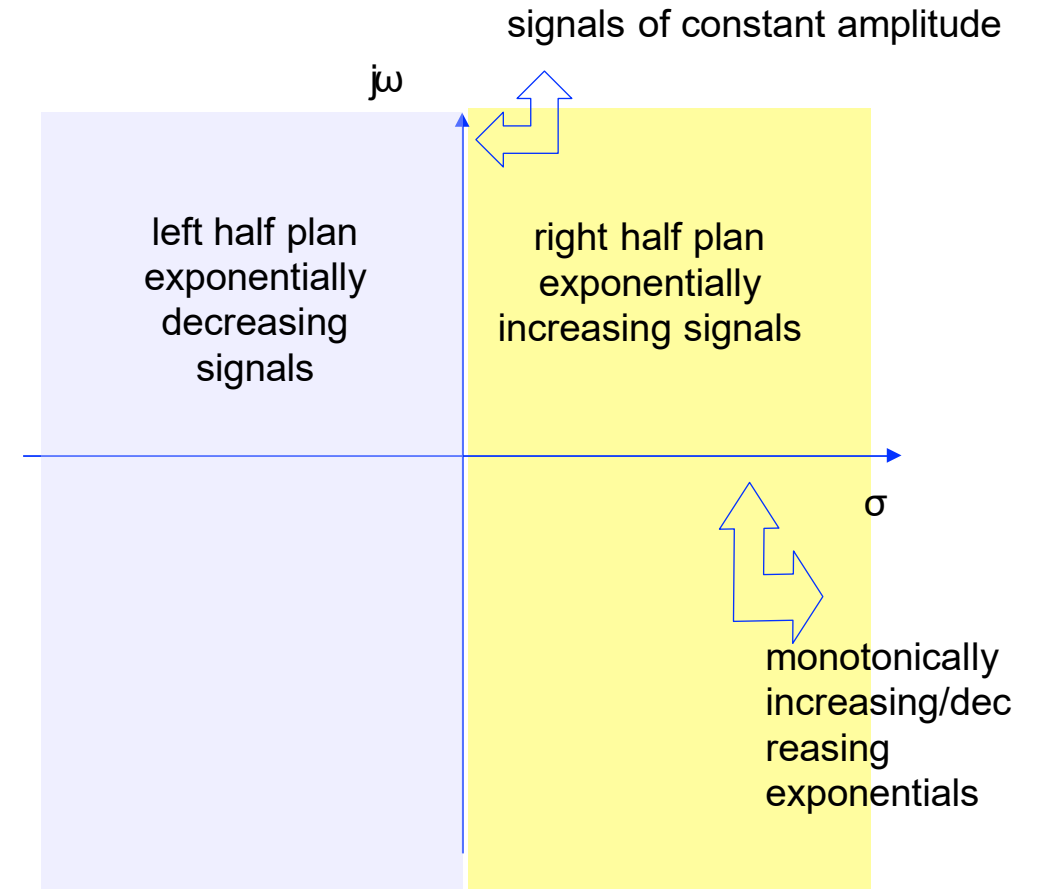 signals of constant amplitude
jω
left half plan
exponentially
decreasing
signals
right half plan
exponentially
increasing signals
σ
monotonically
increasing/dec
reasing
exponentials